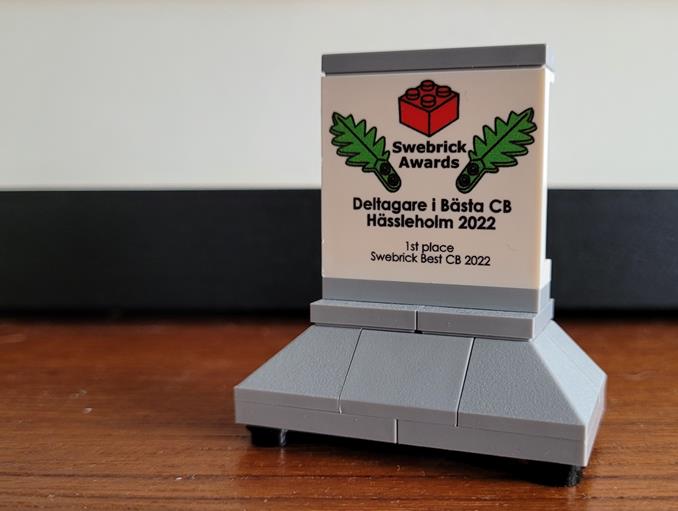 Swebrick
Awards
Deltagare i Bästa CB
Hässleholm 2022
1st place
Swebrick Best CB 2022